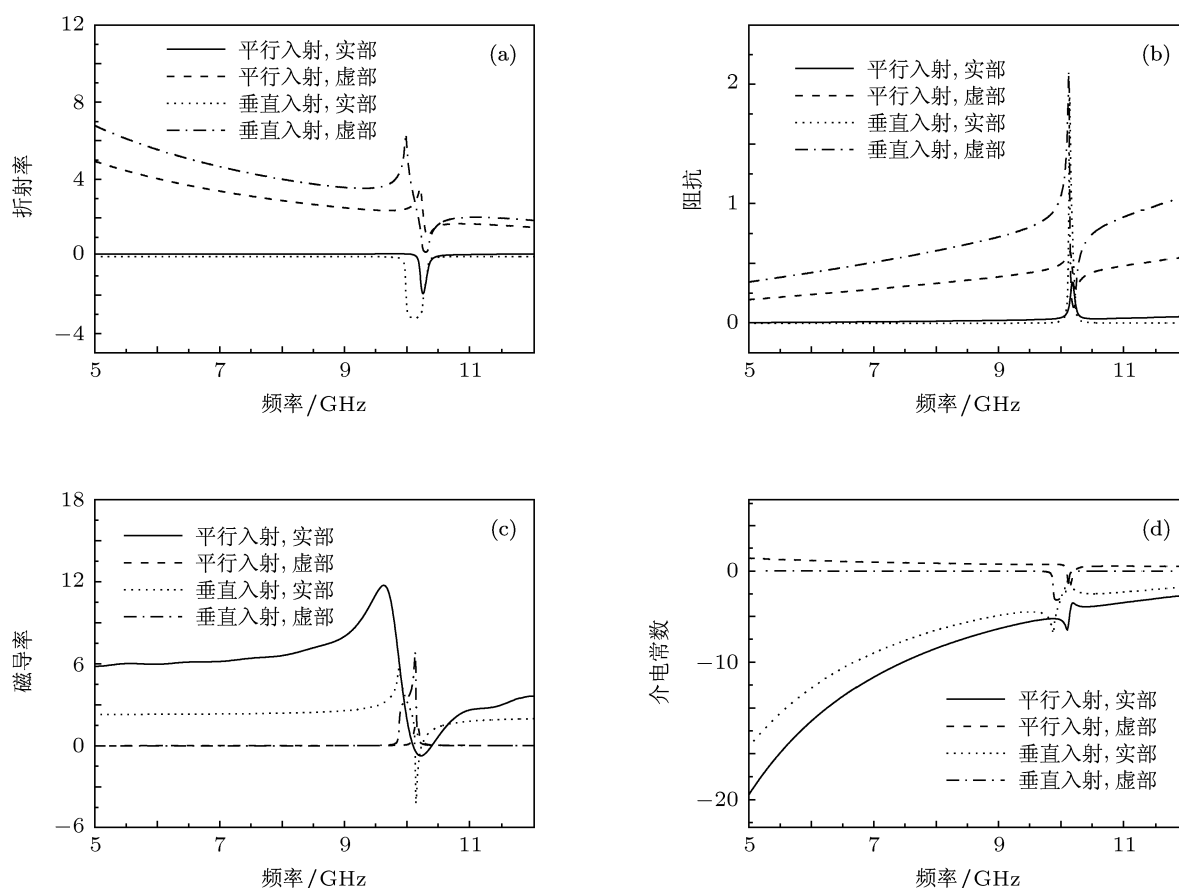 (a)
平行入射, 实部
平行入射, 虚部
垂直入射, 实部
垂直入射, 虚部
12
8
4
0
−4
折射率
5 7 9 11
频率/GHz
(b)
平行入射, 实部
平行入射, 虚部
垂直入射, 实部
垂直入射, 虚部
2
1
0
阻抗
5 7 9 11
频率/GHz
(c)
平行入射, 实部
平行入射, 虚部
垂直入射, 实部
垂直入射, 虚部
18
12
6
0
−6
磁导率
5 7 9 11
频率/GHz
(d)
0
−10
−20
介电常数
平行入射, 实部
平行入射, 虚部
垂直入射, 实部
垂直入射, 虚部
5 7 9 11
频率/GHz